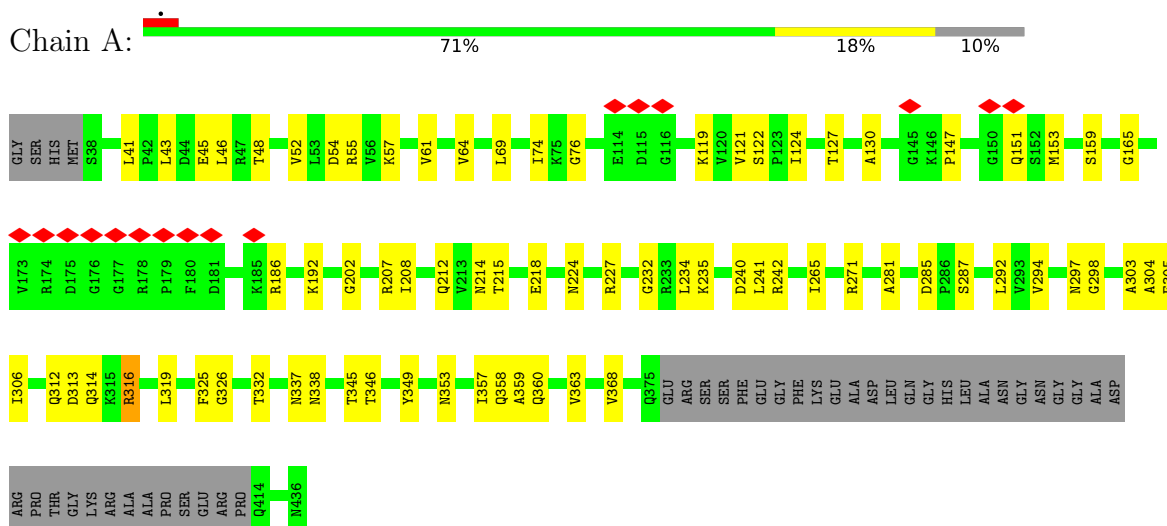 Chain A:
71% 18% 10%
GLY SER HIS MET S38 L41 P42 L43 D44 E45 L46 R47 T48 V52 L53 D54 R55 V56 K57 V61 V64 L69 I74 K75 G76 E114 D115 G116 K119 V120 V121 S122 P123 I124 T127 A130 G145 K146 P147 G150 Q151 S152 M153 S159 G165
V173 R174 D175 G176 G177 R178 P179 F180 D181 K185 R186 K192 G202 R207 I208 Q212 V213 N214 T215 E218 N224 R227 G232 R233 L234 K235 D240 L241 R242 I265 R271 A281 D285 P286 S287 L292 V293 V294 N297 G298 A303 A304
I306 Q312 D313 Q314 K315 R316 L319 F325 G326 T332 N337 N338 T345 T346 Y349 N353 I357 Q358 A359 Q360 V363 V368 Q375 GLU ARG SER SER PHE GLU GLY PHE LYS GLU ALA ASP LEU GLN GLY HIS LEU ALA ASN GLY ASN GLY GLY ALA ASP
ARG PRO THR GLY LYS ARG ALA ALA PRO SER GLU ARG PRO Q414 N436